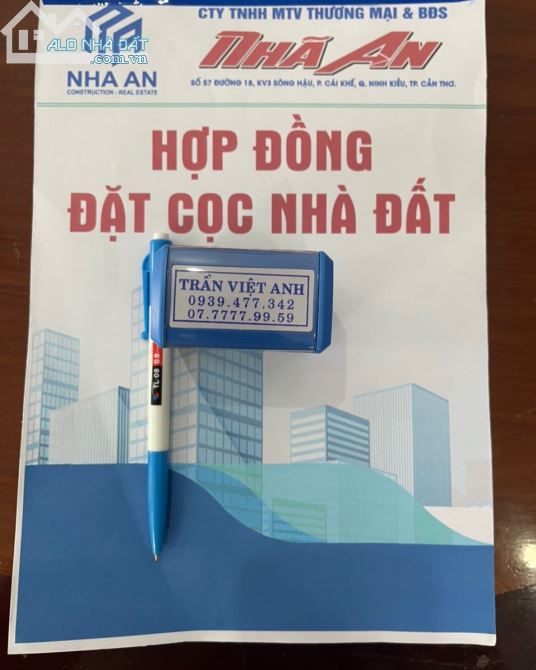 CTY TNHH MTV THƯƠNG MẠI & BĐS
NHÃ AN
SỐ 57 ĐƯỜNG 18, KV3 SÔNG HẬU, P. CÁI KHẾ, Q. NINH KIỀU, TP. CẦN THƠ.
ALO NHÀ ĐẤT
.com.vn
NHA AN
CONSTRUCTION - REAL ESTATE
HỢP ĐỒNG
ĐẶT CỌC NHÀ ĐẤT
TRẦN VIỆT ANH
0939.477.342
07.7777.99.59
TL-08 0.8